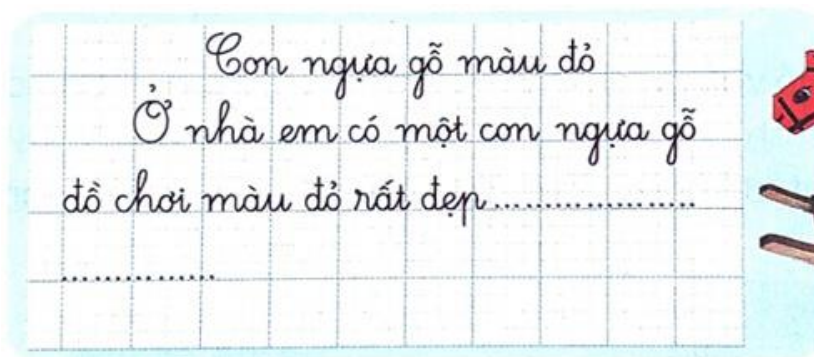 Con ngựa gỗ màu đỏ
Ở nhà em có một con ngựa gỗ
đồ chơi màu đỏ rất đẹp..................
................